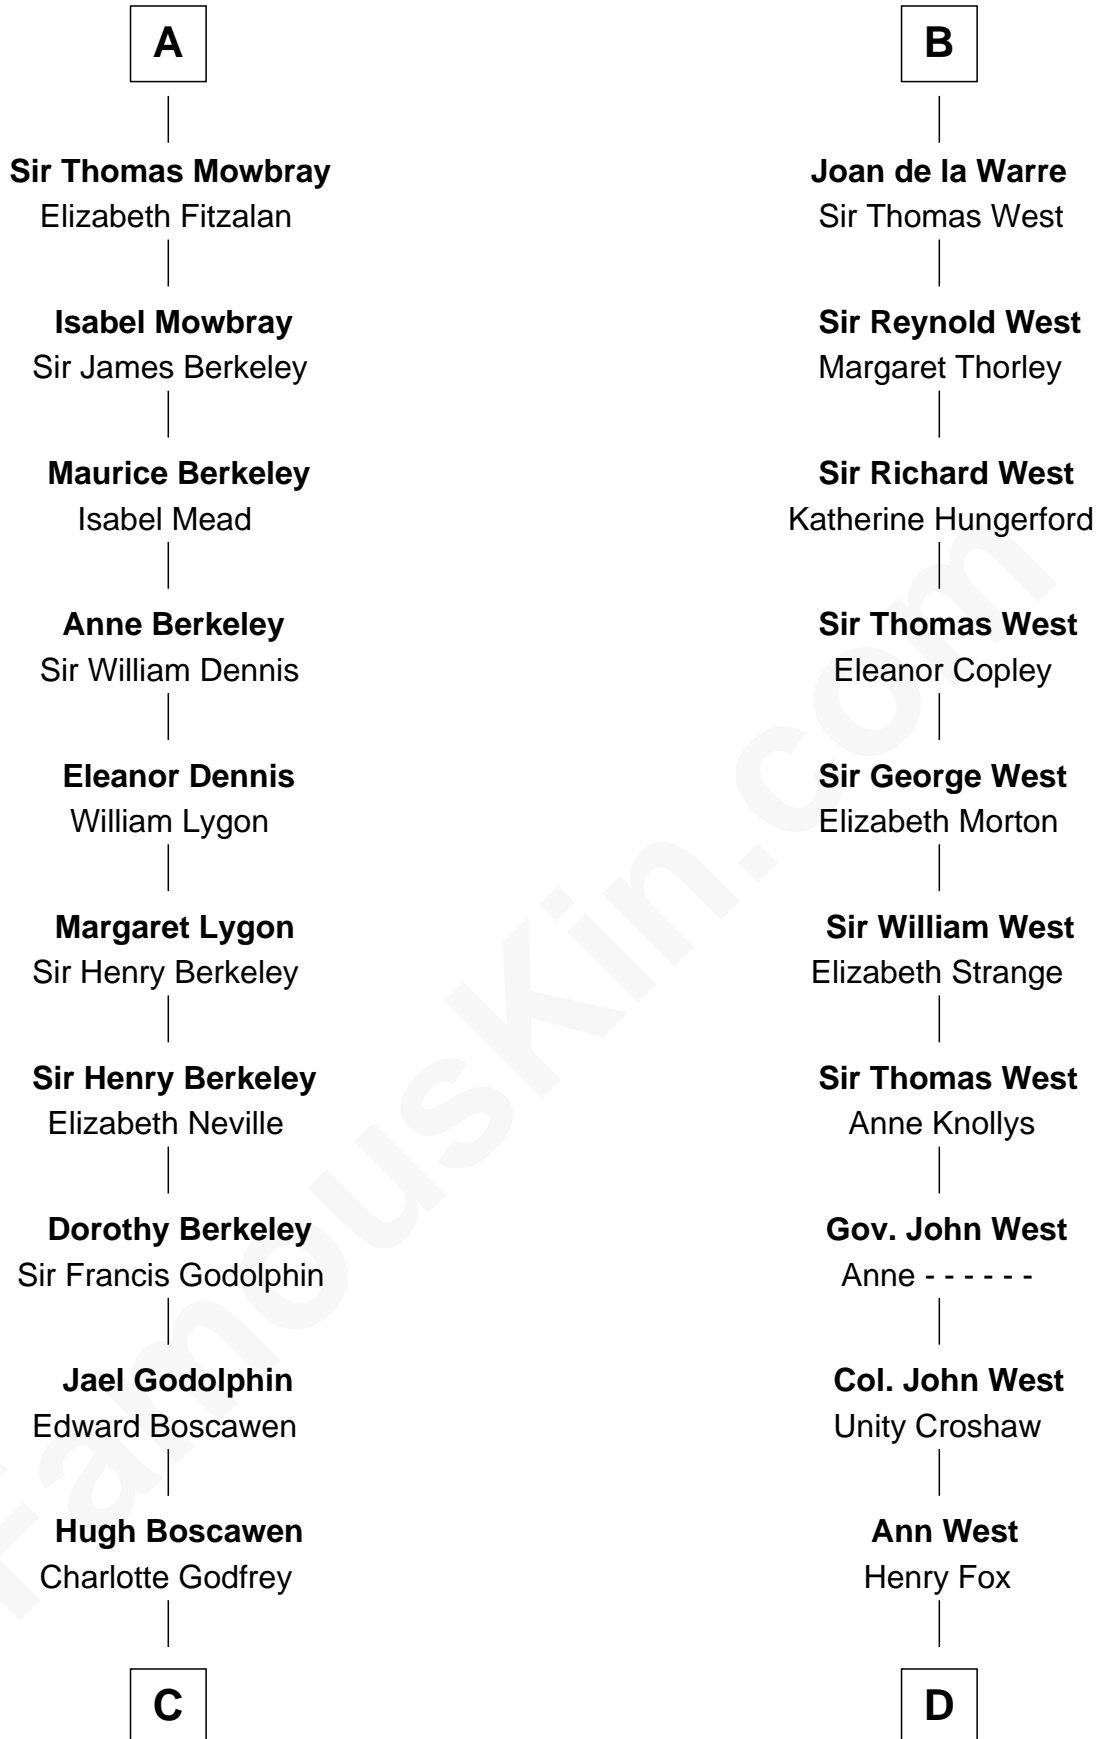 A
Sir Thomas Mowbray
Elizabeth Fitzalan
Isabel Mowbray
Sir James Berkeley
Maurice Berkeley
Isabel Mead
Anne Berkeley
Sir William Dennis
Eleanor Dennis
William Lygon
Margaret Lygon
Sir Henry Berkeley
Sir Henry Berkeley
Elizabeth Neville
Dorothy Berkeley
Sir Francis Godolphin
Jael Godolphin
Edward Boscawen
Hugh Boscawen
Charlotte Godfrey
C
B
Joan de la Warre
Sir Thomas West
Sir Reynold West
Margaret Thorley
Sir Richard West
Katherine Hungerford
Sir Thomas West
Eleanor Copley
Sir George West
Elizabeth Morton
Sir William West
Elizabeth Strange
Sir Thomas West
Anne Knollys
Gov. John West
Anne - - - - - -
Col. John West
Unity Croshaw
Ann West
Henry Fox
D
FamousKin.com